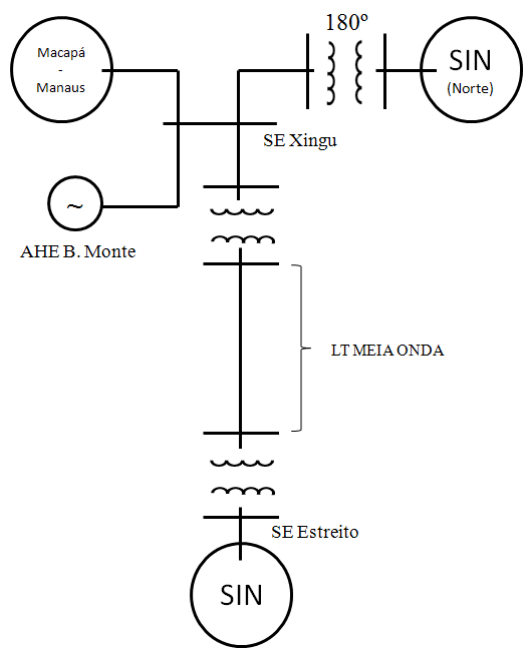 180º
Macapá
-
Manaus
SIN
(Norte)
SE Xingu
~
AHE B. Monte
LT MEIA ONDA
SE Estreito
SIN